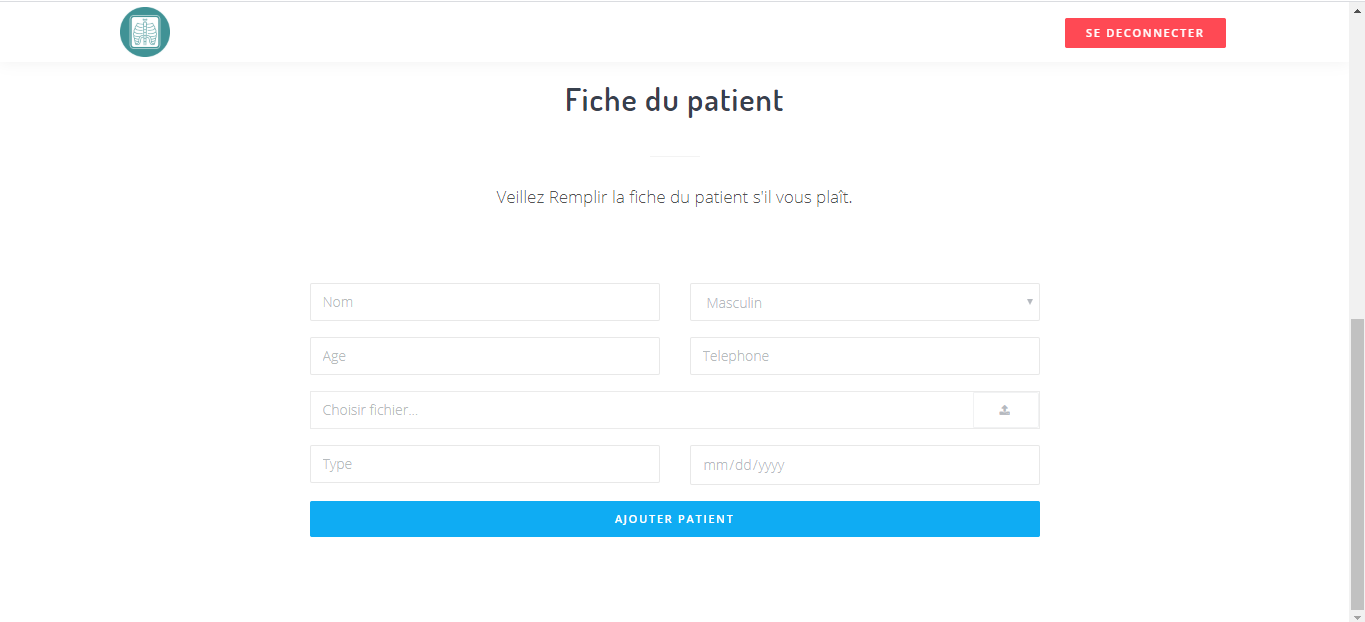 SE DECONNECTER
Fiche du patient
Veillez Remplir la fiche du patient s'il vous plaît.
Nom
Masculin
Age
Telephone
Choisir fichier...
Type
mm/dd/yyyy
AJOUTER PATIENT